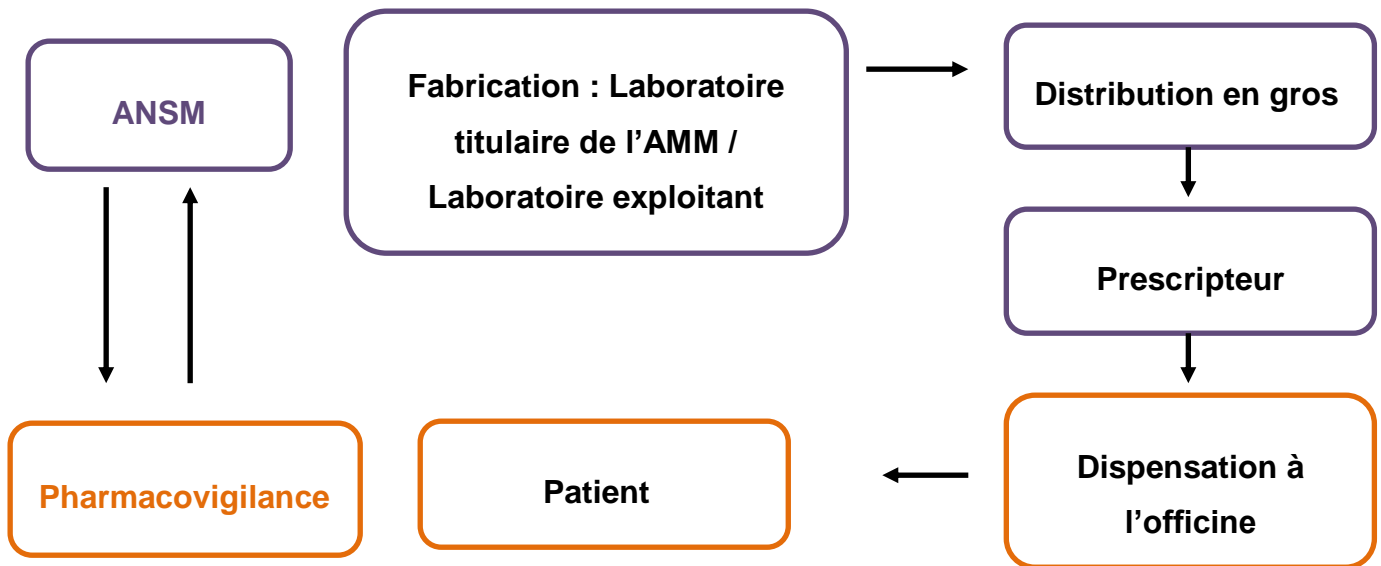 ANSM
Fabrication : Laboratoire
titulaire de l’AMM /
Laboratoire exploitant
Distribution en gros
Prescripteur
Pharmacovigilance
Patient
Dispensation à
l’officine